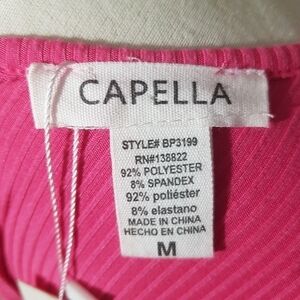 CAPELLA
STYLE# BP3199
RN#138822
92% POLYESTER
8% SPANDEX
92% poliéster
8% elastano
MADE IN CHINA
HECHO EN CHINA
M